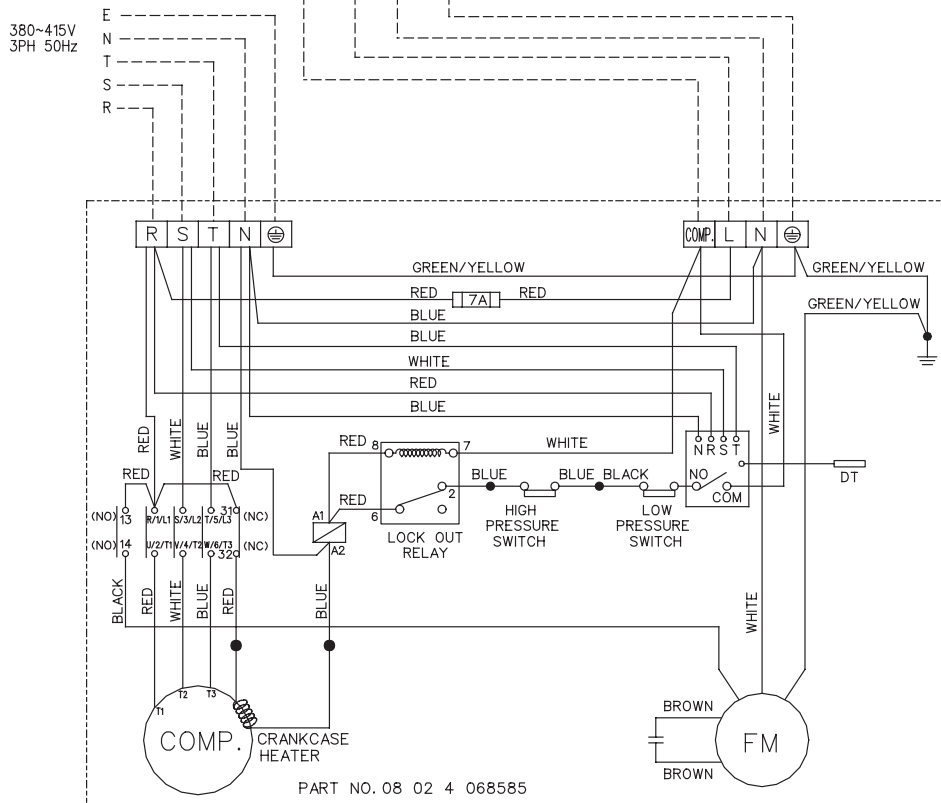 380~415V
3PH 50Hz
E
N
T
S
R
R S T N
COMP. L N
GREEN/YELLOW
GREEN/YELLOW
RED 7A RED
GREEN/YELLOW
BLUE
BLUE
WHITE
RED
BLUE
RED
WHITE
BLUE
BLUE
WHITE
N R S T
RED 8 7 WHITE
RED RED
BLUE BLUE BLACK NO
COM
DT
2
RED
6
(NO) 13 R/1/L1 S/3/L2 T/5/L3 31 (NC)
A1
HIGH
PRESSURE
SWITCH
LOW
PRESSURE
SWITCH
LOCK OUT
RELAY
(NO) 14 U/2/T1 V/4/T2 W/6/T3 32 (NC)
A2
BLACK
RED
WHITE
BLUE
RED
BLUE
WHITE
T1 T2 T3
COMP.
CRANKCASE
HEATER
BROWN
FM
BROWN
PART NO. 08 02 4 068585